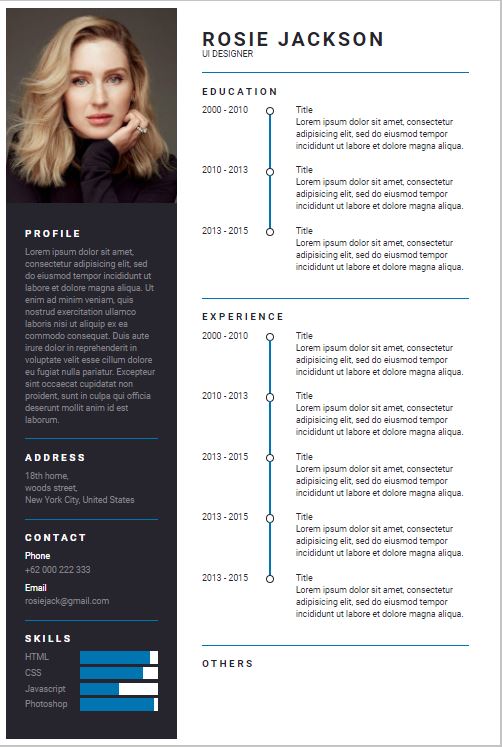 ROSIE JACKSON
UI DESIGNER
PROFILE
Lorem ipsum dolor sit amet,
consectetur adipisicing elit, sed
do eiusmod tempor incididunt ut
labore et dolore magna aliqua. Ut
enim ad minim veniam, quis
nostrud exercitation ullamco
laboris nisi ut aliquip ex ea
commodo consequat. Duis aute
irure dolor in reprehenderit in
voluptate velit esse cillum dolore
eu fugiat nulla pariatur. Excepteur
sint occaecat cupidatat non
proident, sunt in culpa qui officia
deserunt mollit anim id est
laborum.
ADDRESS
18th home,
woods street,
New York City, United States
CONTACT
Phone
+62 000 222 333
Email
rosiejack@gmail.com
SKILLS
HTML
CSS
Javascript
Photoshop
EDUCATION
2000 - 2010
Title
Lorem ipsum dolor sit amet, consectetur
adipisicing elit, sed do eiusmod tempor
incididunt ut labore et dolore magna aliqua.
2010 - 2013
Title
Lorem ipsum dolor sit amet, consectetur
adipisicing elit, sed do eiusmod tempor
incididunt ut labore et dolore magna aliqua.
2013 - 2015
Title
Lorem ipsum dolor sit amet, consectetur
adipisicing elit, sed do eiusmod tempor
incididunt ut labore et dolore magna aliqua.
EXPERIENCE
2000 - 2010
Title
Lorem ipsum dolor sit amet, consectetur
adipisicing elit, sed do eiusmod tempor
incididunt ut labore et dolore magna aliqua.
2010 - 2013
Title
Lorem ipsum dolor sit amet, consectetur
adipisicing elit, sed do eiusmod tempor
incididunt ut labore et dolore magna aliqua.
2013 - 2015
Title
Lorem ipsum dolor sit amet, consectetur
adipisicing elit, sed do eiusmod tempor
incididunt ut labore et dolore magna aliqua.
2013 - 2015
Title
Lorem ipsum dolor sit amet, consectetur
adipisicing elit, sed do eiusmod tempor
incididunt ut labore et dolore magna aliqua.
2013 - 2015
Title
Lorem ipsum dolor sit amet, consectetur
adipisicing elit, sed do eiusmod tempor
incididunt ut labore et dolore magna aliqua.
OTHERS